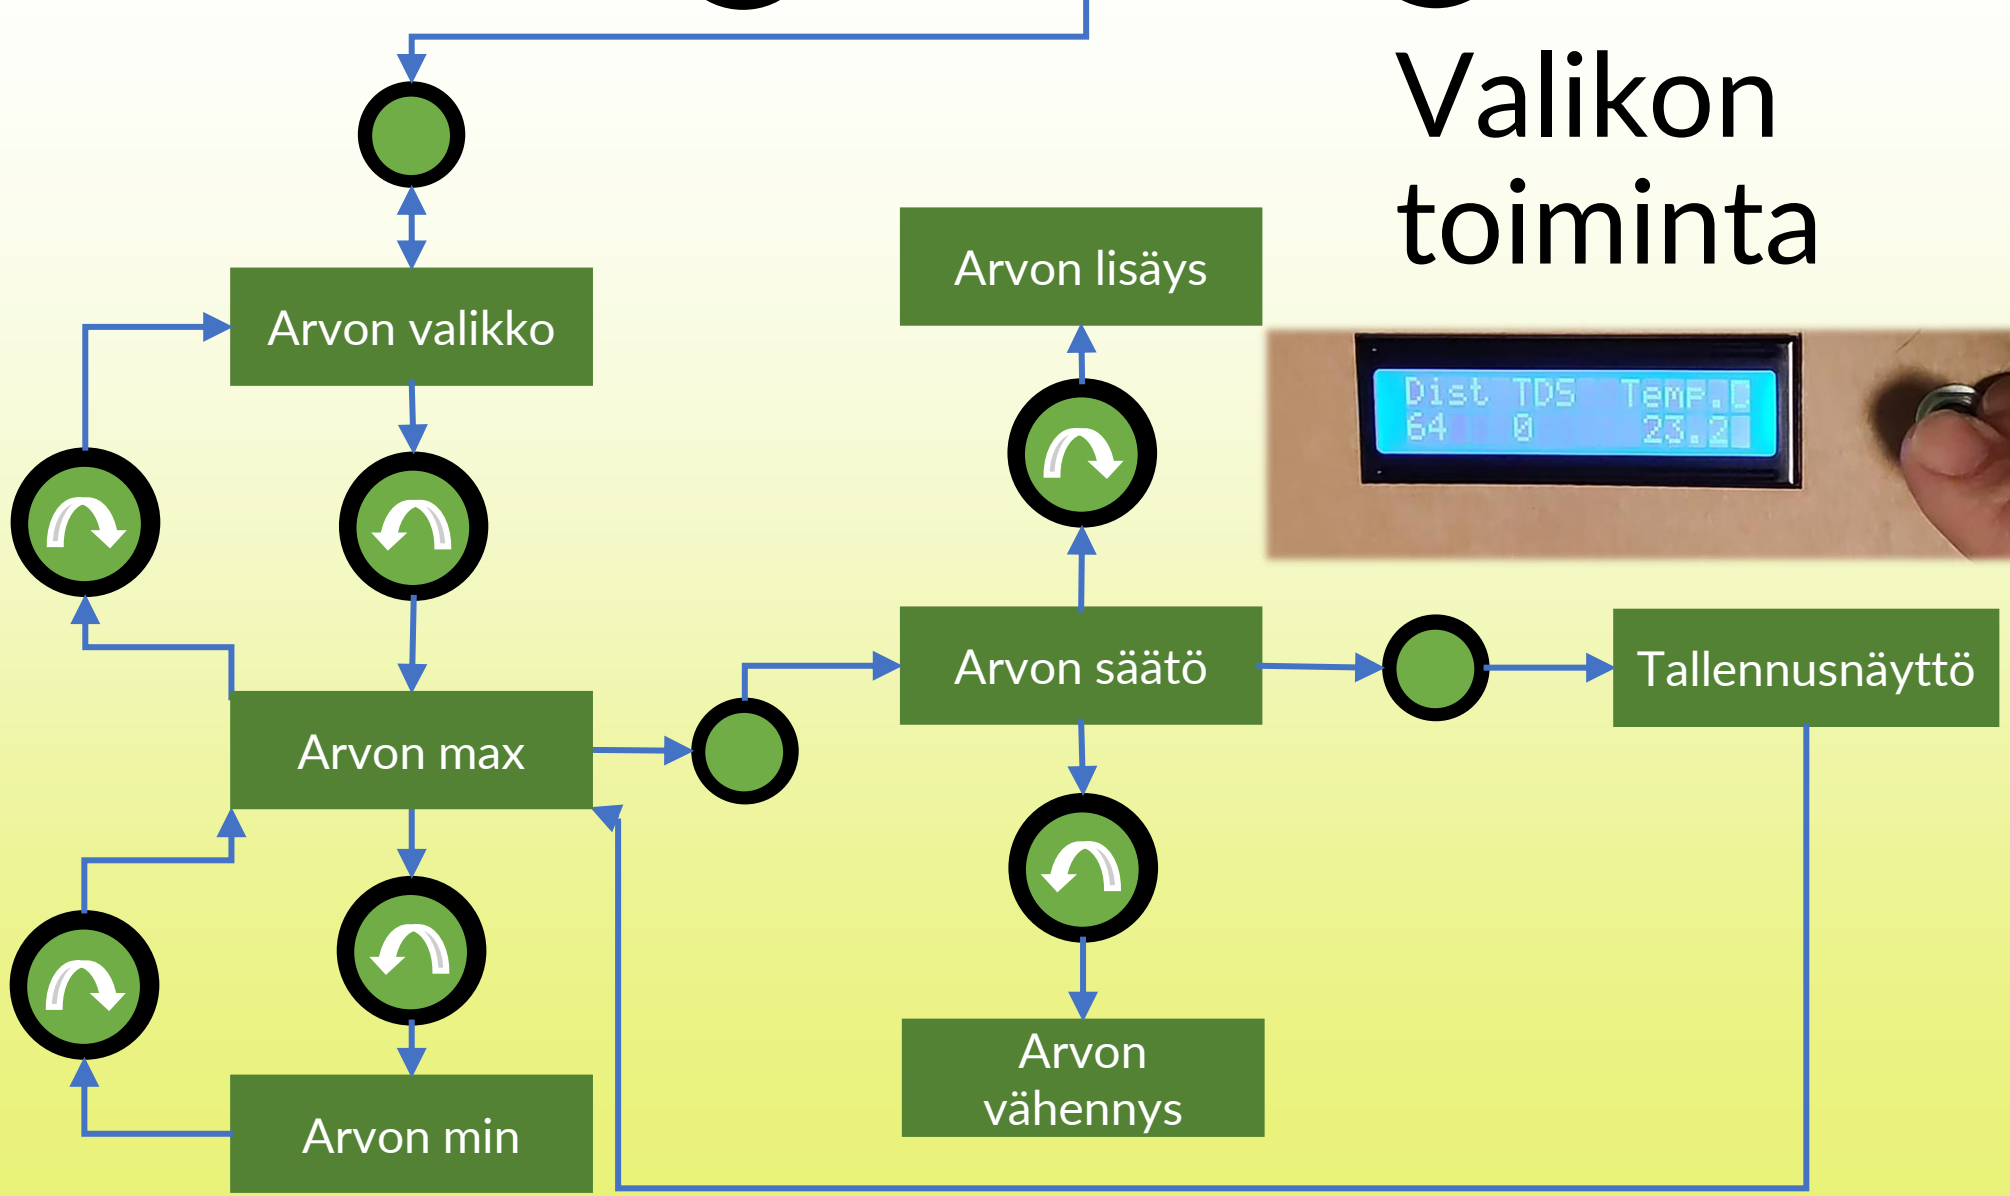 Valikon
toiminta
Arvon lisäys
Arvon valikko
Dist TDS Temp.C
64 0 23.2
Arvon säätö
Tallennusnäyttö
Arvon max
Arvon
vähennys
Arvon min